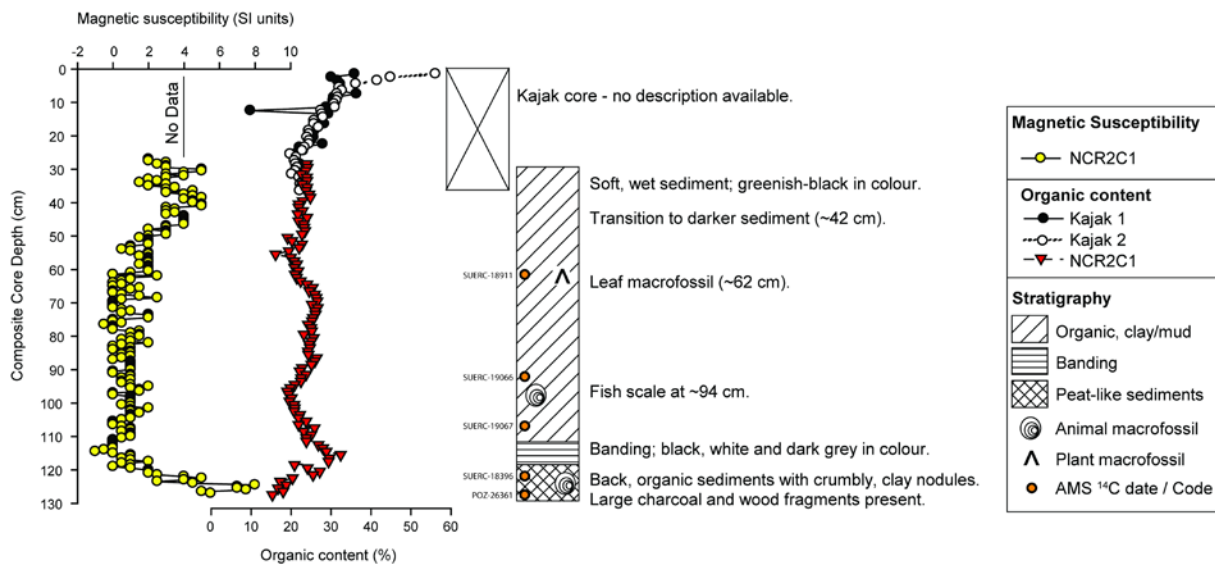 Magnetic susceptibility (SI units)
-2 0 2 4 6 8 10
Composite Core Depth (cm)
0
10
20
30
40
50
60
70
80
90
100
110
120
130
No Data
0 10 20 30 40 50 60
Organic content (%)
Kajak core - no description available.
Soft, wet sediment; greenish-black in colour.
Transition to darker sediment (~42 cm).
SUERC-18911
Leaf macrofossil (~62 cm).
SUERC-19066
Fish scale at ~94 cm.
SUERC-19067
Banding; black, white and dark grey in colour.
SUERC-18396
Back, organic sediments with crumbly, clay nodules.
POZ-26361
Large charcoal and wood fragments present.
Magnetic Susceptibility
NCR2C1
Organic content
Kajak 1
Kajak 2
NCR2C1
Stratigraphy
Organic, clay/mud
Banding
Peat-like sediments
Animal macrofossil
Plant macrofossil
AMS ¹⁴C date / Code